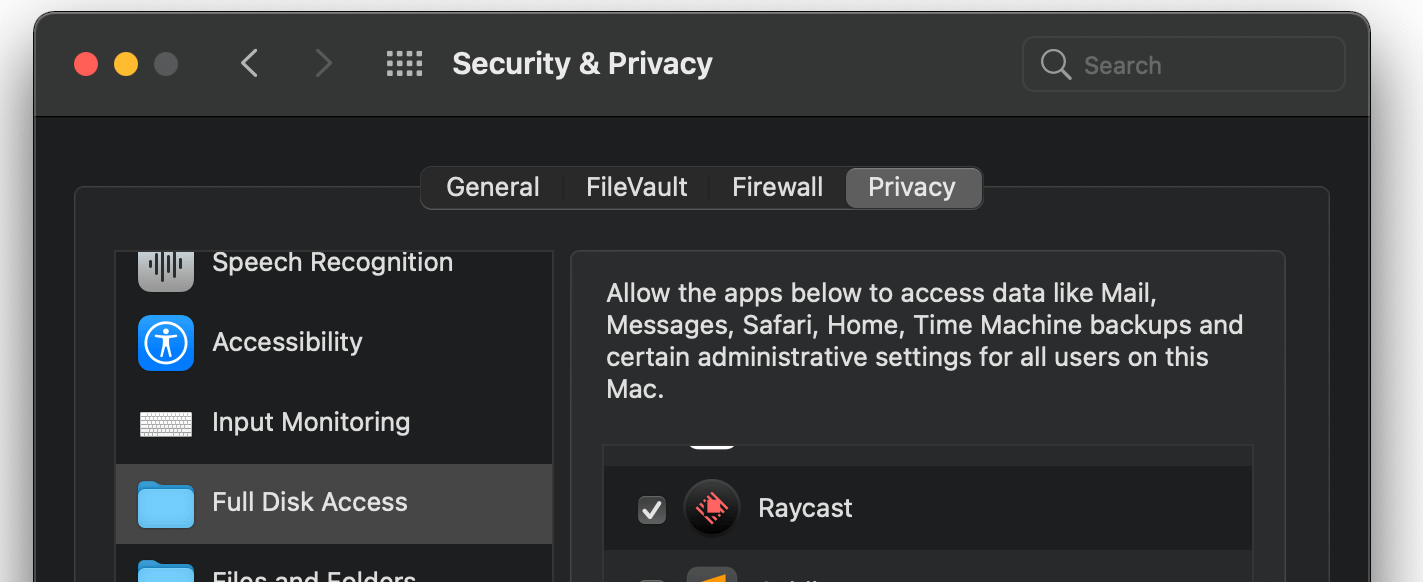 Security & Privacy
Search
General
FileVault
Firewall
Privacy
Speech Recognition
Accessibility
Input Monitoring
Full Disk Access
Files and Folders
Allow the apps below to access data like Mail,
Messages, Safari, Home, Time Machine backups and
certain administrative settings for all users on this
Mac.
Raycast